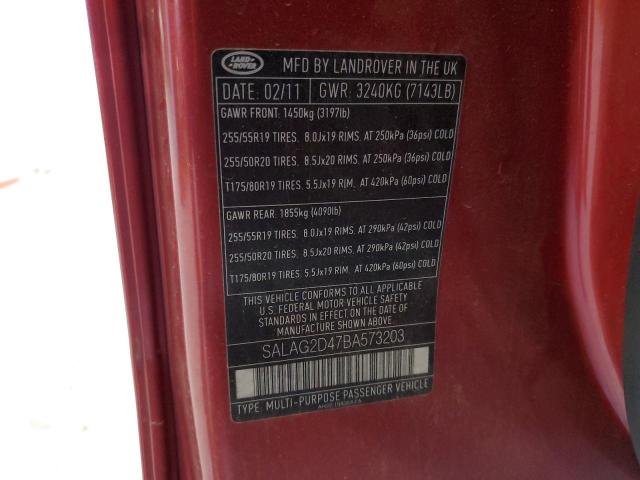 LAND ROVER
MFD BY LANDROVER IN THE UK
DATE: 02/11 GWR: 3240KG (7143LB)
GAWR FRONT: 1450kg (3197lb)
255/55R19 TIRES. 8.0Jx19 RIMS. AT 250kPa (36psi) COLD
255/50R20 TIRES. 8.5Jx20 RIMS. AT 250kPa (36psi) COLD
T175/80R19 TIRES. 5.5Jx19 RIM. AT 420kPa (60psi) COLD
GAWR REAR: 1855kg (4090lb)
255/55R19 TIRES. 8.0Jx19 RIMS. AT 290kPa (42psi) COLD
255/50R20 TIRES. 8.5Jx20 RIMS. AT 290kPa (42psi) COLD
T175/80R19 TIRES. 5.5Jx19 RIM. AT 420kPa (60psi) COLD
THIS VEHICLE CONFORMS TO ALL APPLICABLE
U.S. FEDERAL MOTOR VEHICLE SAFETY
STANDARDS IN EFFECT ON THE DATE OF
MANUFACTURE SHOWN ABOVE
SALAG2D47BA573203
TYPE: MULTI-PURPOSE PASSENGER VEHICLE